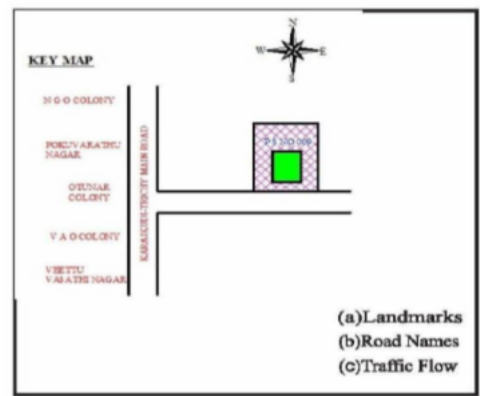 N
W E
S
KEY MAP
N G O COLONY
POKUVARATHU
NAGAR
OTUNAR
COLONY
V A O COLONY
VEETTU
VASATHI NAGAR
KARAIKUDI-TRICHY MAIN ROAD
(a)Landmarks
(b)Road Names
(c)Traffic Flow